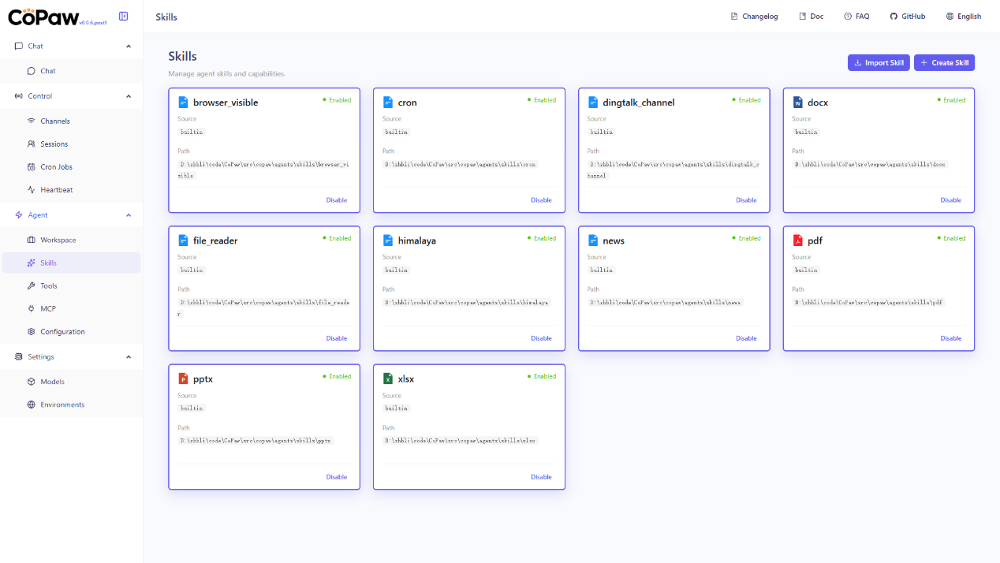 CoPaw v0.0.6.post1
Skills
Changelog
Doc
FAQ
GitHub
English
Chat
Chat
Control
Channels
Sessions
Cron Jobs
Heartbeat
Agent
Workspace
Skills
Tools
MCP
Configuration
Settings
Models
Environments
Skills
Manage agent skills and capabilities.
Import Skill
Create Skill
browser_visible
Enabled
Source
builtin
Path
D:\zhbli\code\CoPaw\src\copaw\agents\skills\browser_vi
sible
Disable
cron
Enabled
Source
builtin
Path
D:\zhbli\code\CoPaw\src\copaw\agents\skills\cron
Disable
dingtalk_channel
Enabled
Source
builtin
Path
D:\zhbli\code\CoPaw\src\copaw\agents\skills\dingtalk_c
hannel
Disable
docx
Enabled
Source
builtin
Path
D:\zhbli\code\CoPaw\src\copaw\agents\skills\docx
Disable
file_reader
Enabled
Source
builtin
Path
D:\zhbli\code\CoPaw\src\copaw\agents\skills\file_reade
r
Disable
himalaya
Enabled
Source
builtin
Path
D:\zhbli\code\CoPaw\src\copaw\agents\skills\himalaya
Disable
news
Enabled
Source
builtin
Path
D:\zhbli\code\CoPaw\src\copaw\agents\skills\news
Disable
pdf
Enabled
Source
builtin
Path
D:\zhbli\code\CoPaw\src\copaw\agents\skills\pdf
Disable
pptx
Enabled
Source
builtin
Path
D:\zhbli\code\CoPaw\src\copaw\agents\skills\pptx
Disable
xlsx
Enabled
Source
builtin
Path
D:\zhbli\code\CoPaw\src\copaw\agents\skills\xlsx
Disable